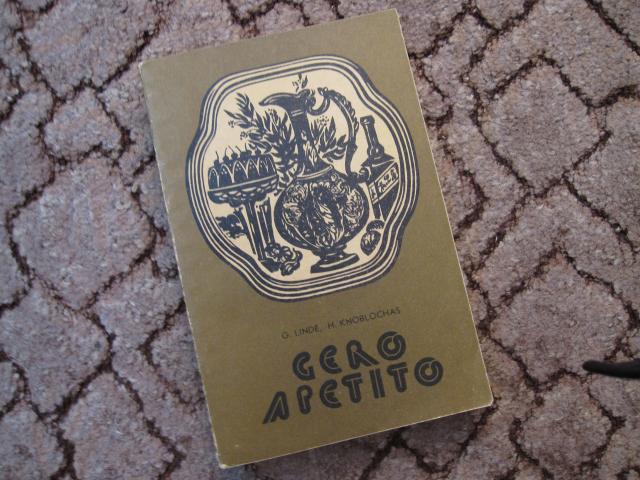 G. LINDE, H. KNOBLOCHAS
GERO
APETITO